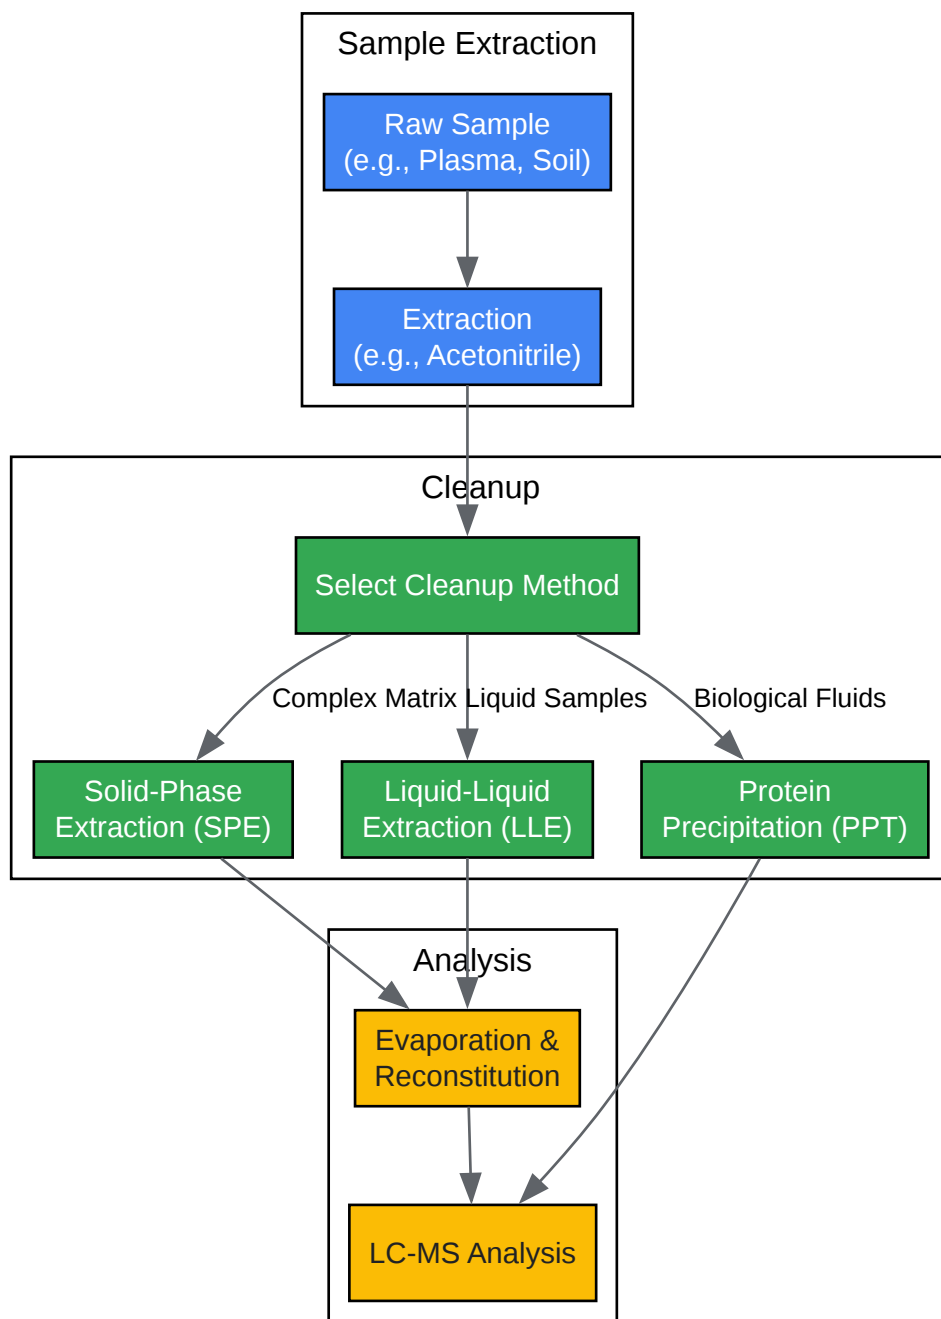 Sample Extraction
Raw Sample
(e.g., Plasma, Soil)
Extraction
(e.g., Acetonitrile)
Cleanup
Select Cleanup Method
Complex Matrix
Liquid Samples
Biological Fluids
Solid-Phase
Extraction (SPE)
Liquid-Liquid
Extraction (LLE)
Protein
Precipitation (PPT)
Analysis
Evaporation &
Reconstitution
LC-MS Analysis